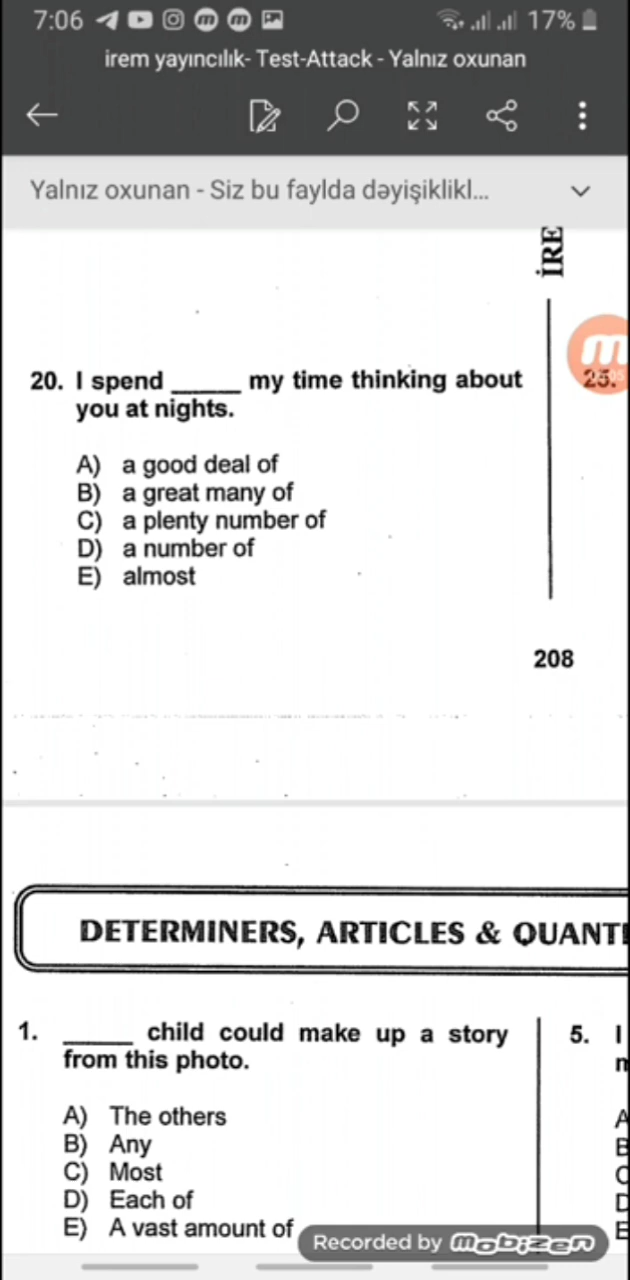 7:06 17%
irem yayıncılık- Test-Attack - Yalnız oxunan
Yalnız oxunan - Siz bu faylda dəyişiklikl...
İRE
20. I spend _____ my time thinking about
you at nights.
A) a good deal of
B) a great many of
C) a plenty number of
D) a number of
E) almost
25.
208
DETERMINERS, ARTICLES & QUANTI
1. _____ child could make up a story
from this photo.
A) The others
B) Any
C) Most
D) Each of
E) A vast amount of
5. I
A
B
C
D
E
Recorded by mobizen